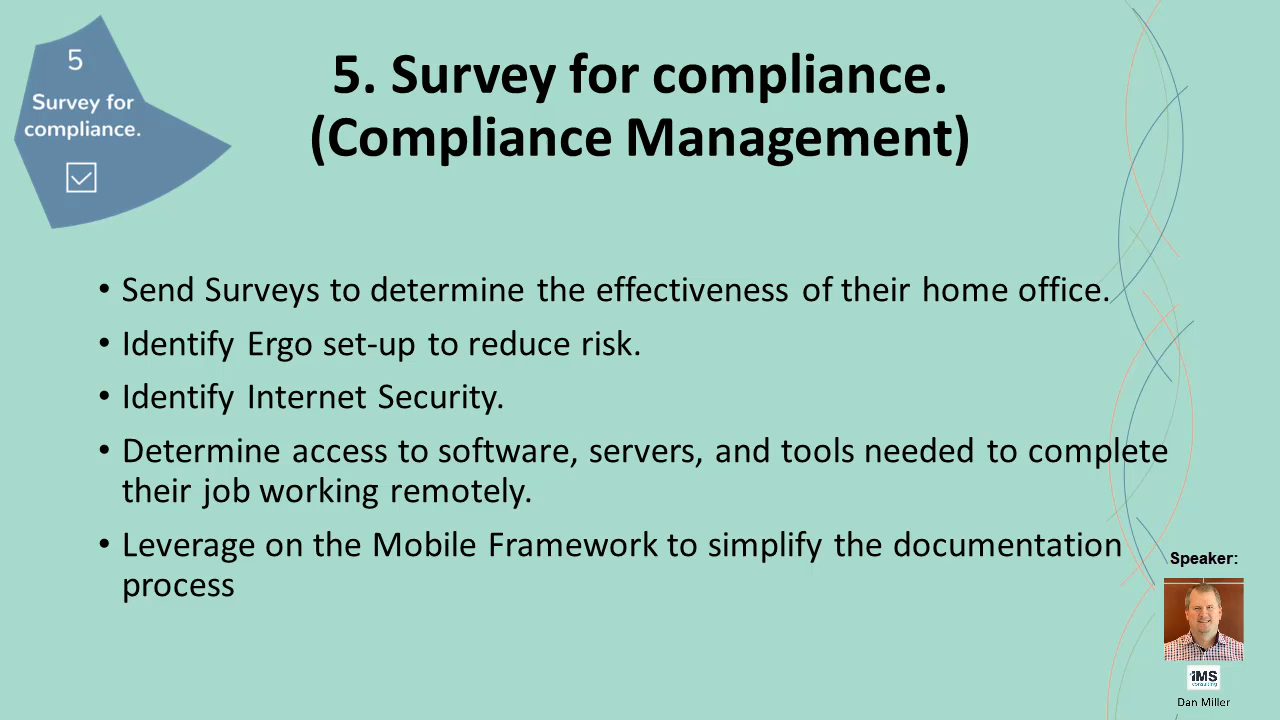 5
Survey for
compliance.
5. Survey for compliance.
(Compliance Management)
• Send Surveys to determine the effectiveness of their home office.
• Identify Ergo set-up to reduce risk.
• Identify Internet Security.
• Determine access to software, servers, and tools needed to complete
their job working remotely.
• Leverage on the Mobile Framework to simplify the documentation
process
Speaker:
iMS
consulting
Dan Miller